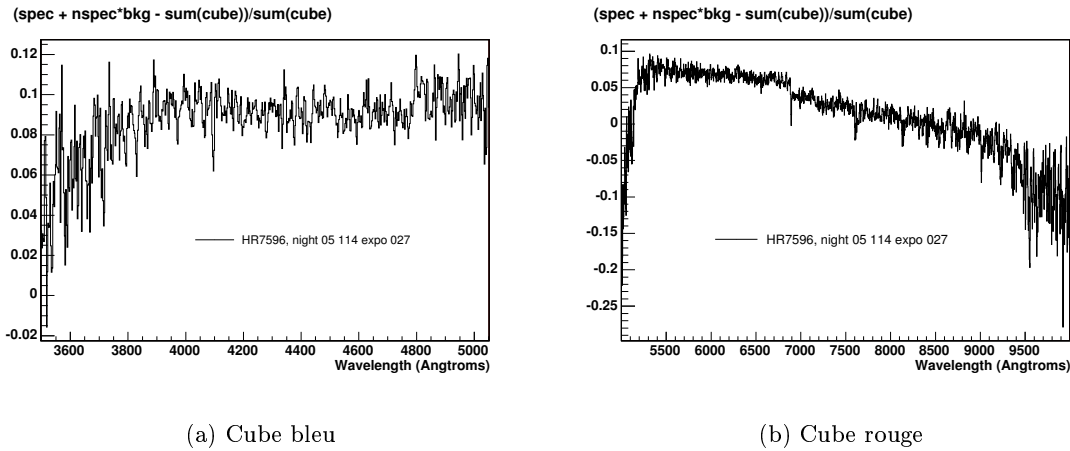 (spec + nspec*bkg - sum(cube))/sum(cube)
0.12
0.1
0.08
0.06
0.04
0.02
0
-0.02
HR7596, night 05 114 expo 027
3600 3800 4000 4200 4400 4600 4800 5000
Wavelength (Angtroms)
(a) Cube bleu
(spec + nspec*bkg - sum(cube))/sum(cube)
0.1
0.05
0
-0.05
-0.1
-0.15
-0.2
-0.25
HR7596, night 05 114 expo 027
5500 6000 6500 7000 7500 8000 8500 9000 9500
Wavelength (Angtroms)
(b) Cube rouge